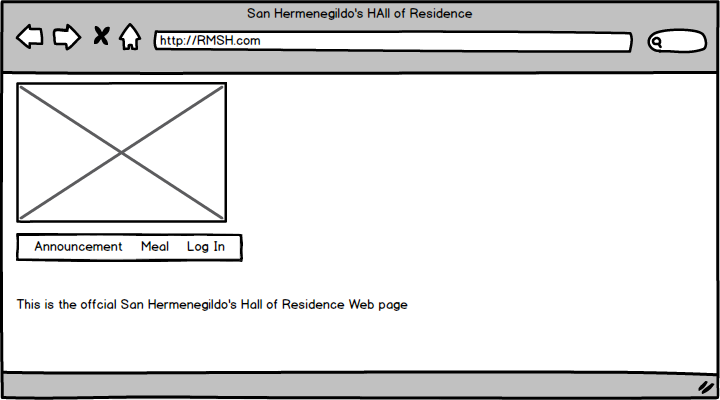 San Hermenegildo's HAll of Residence
http://RMSH.com
Announcement Meal Log In
This is the offcial San Hermenegildo's Hall of Residence Web page